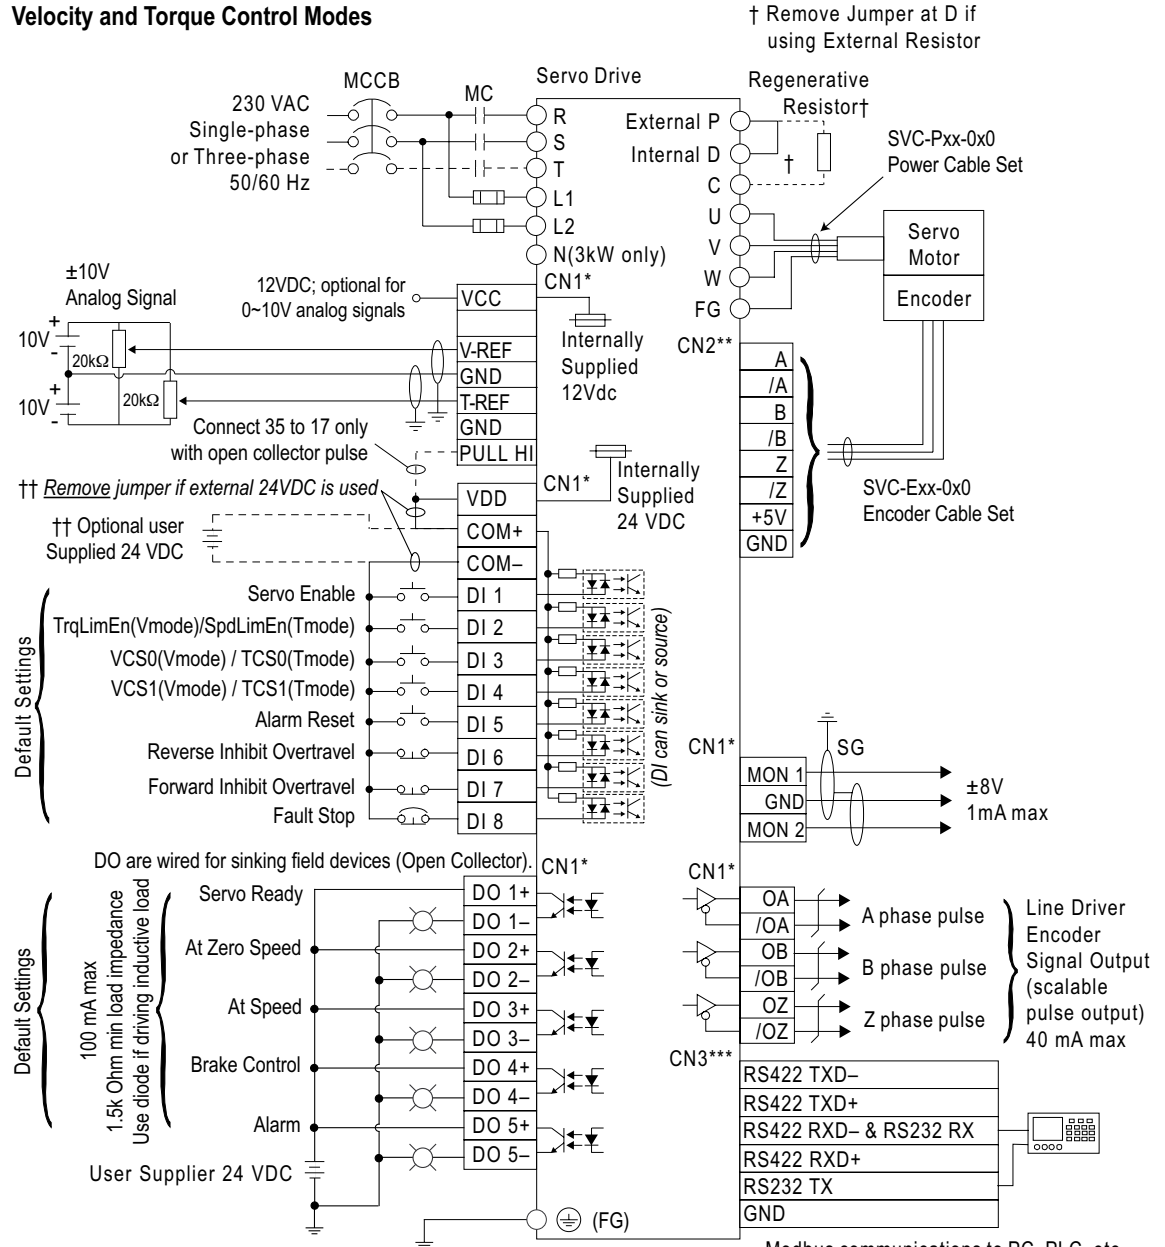 Velocity and Torque Control Modes
† Remove Jumper at D if
using External Resistor
MCCB
MC
Servo Drive
Regenerative
Resistor†
230 VAC
Single-phase
or Three-phase
50/60 Hz
R
S
T
L1
L2
N(3kW only)
External P
Internal D
C
†
U
V
W
FG
SVC-Pxx-0x0
Power Cable Set
Servo
Motor
Encoder
±10V
Analog Signal
12VDC; optional for
0~10V analog signals
CN1*
VCC
V-REF
GND
T-REF
GND
PULL HI
Internally
Supplied
12Vdc
+
10V
-
20kΩ
+
10V
-
20kΩ
Connect 35 to 17 only
with open collector pulse
†† Remove jumper if external 24VDC is used
†† Optional user
Supplied 24 VDC
CN1*
Internally
Supplied
24 VDC
VDD
COM+
COM–
CN2**
A
/A
B
/B
Z
/Z
+5V
GND
SVC-Exx-0x0
Encoder Cable Set
Default Settings
Servo Enable
DI 1
TrqLimEn(Vmode)/SpdLimEn(Tmode)
DI 2
VCS0(Vmode) / TCS0(Tmode)
DI 3
VCS1(Vmode) / TCS1(Tmode)
DI 4
Alarm Reset
DI 5
Reverse Inhibit Overtravel
DI 6
Forward Inhibit Overtravel
DI 7
Fault Stop
DI 8
(DI can sink or source)
CN1*
SG
MON 1
GND
MON 2
±8V
1mA max
DO are wired for sinking field devices (Open Collector).
CN1*
Default Settings
100 mA max
1.5k Ohm min load impedance
Use diode if driving inductive load
Servo Ready
DO 1+
DO 1–
At Zero Speed
DO 2+
DO 2–
At Speed
DO 3+
DO 3–
Brake Control
DO 4+
DO 4–
Alarm
DO 5+
DO 5–
User Supplier 24 VDC
(FG)
CN1*
OA
/OA
A phase pulse
OB
/OB
B phase pulse
OZ
/OZ
Z phase pulse
Line Driver
Encoder
Signal Output
(scalable
pulse output)
40 mA max
CN3***
RS422 TXD–
RS422 TXD+
RS422 RXD– & RS232 RX
RS422 RXD+
RS232 TX
GND
Modbus communications to PC, PLC, etc